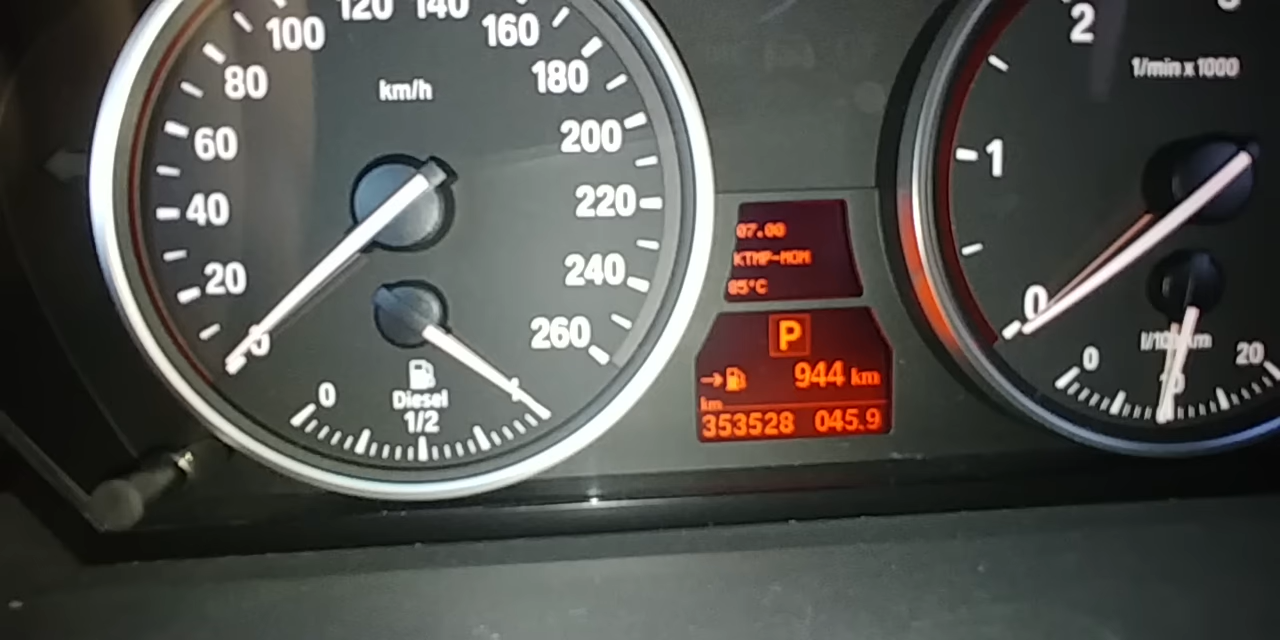 120 140
100 160
80 180
km/h
60 200
40 220
20 240
0 260
0
Diesel
1/2
07.00
KTMP-MOM
85°C
P
944 km
km
353528 045.9
2
1/min x 1000
1
0
0 20